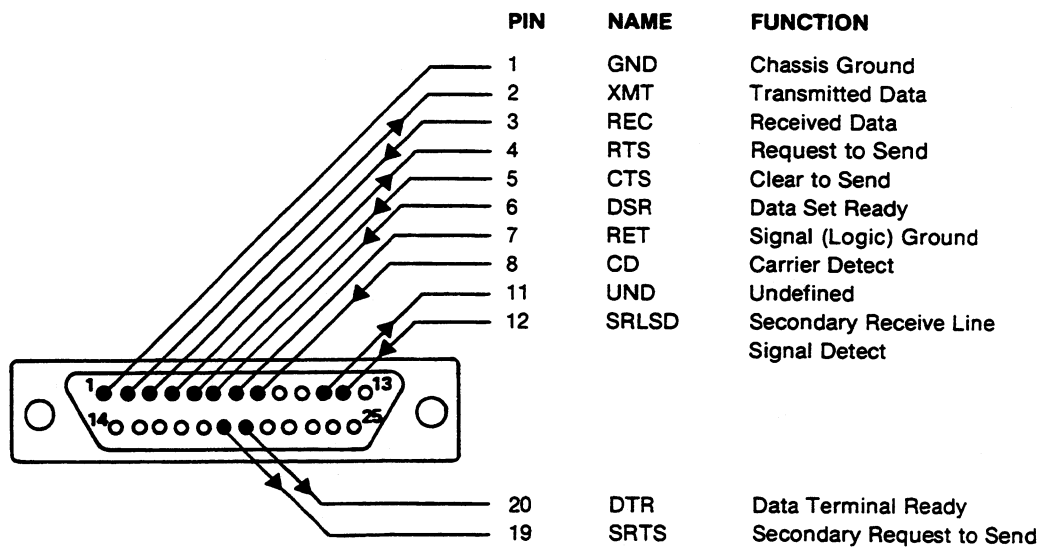 PIN NAME FUNCTION
1 GND Chassis Ground
2 XMT Transmitted Data
3 REC Received Data
4 RTS Request to Send
5 CTS Clear to Send
6 DSR Data Set Ready
7 RET Signal (Logic) Ground
8 CD Carrier Detect
11 UND Undefined
12 SRLSD Secondary Receive Line
Signal Detect
1 13
14 25
20 DTR Data Terminal Ready
19 SRTS Secondary Request to Send